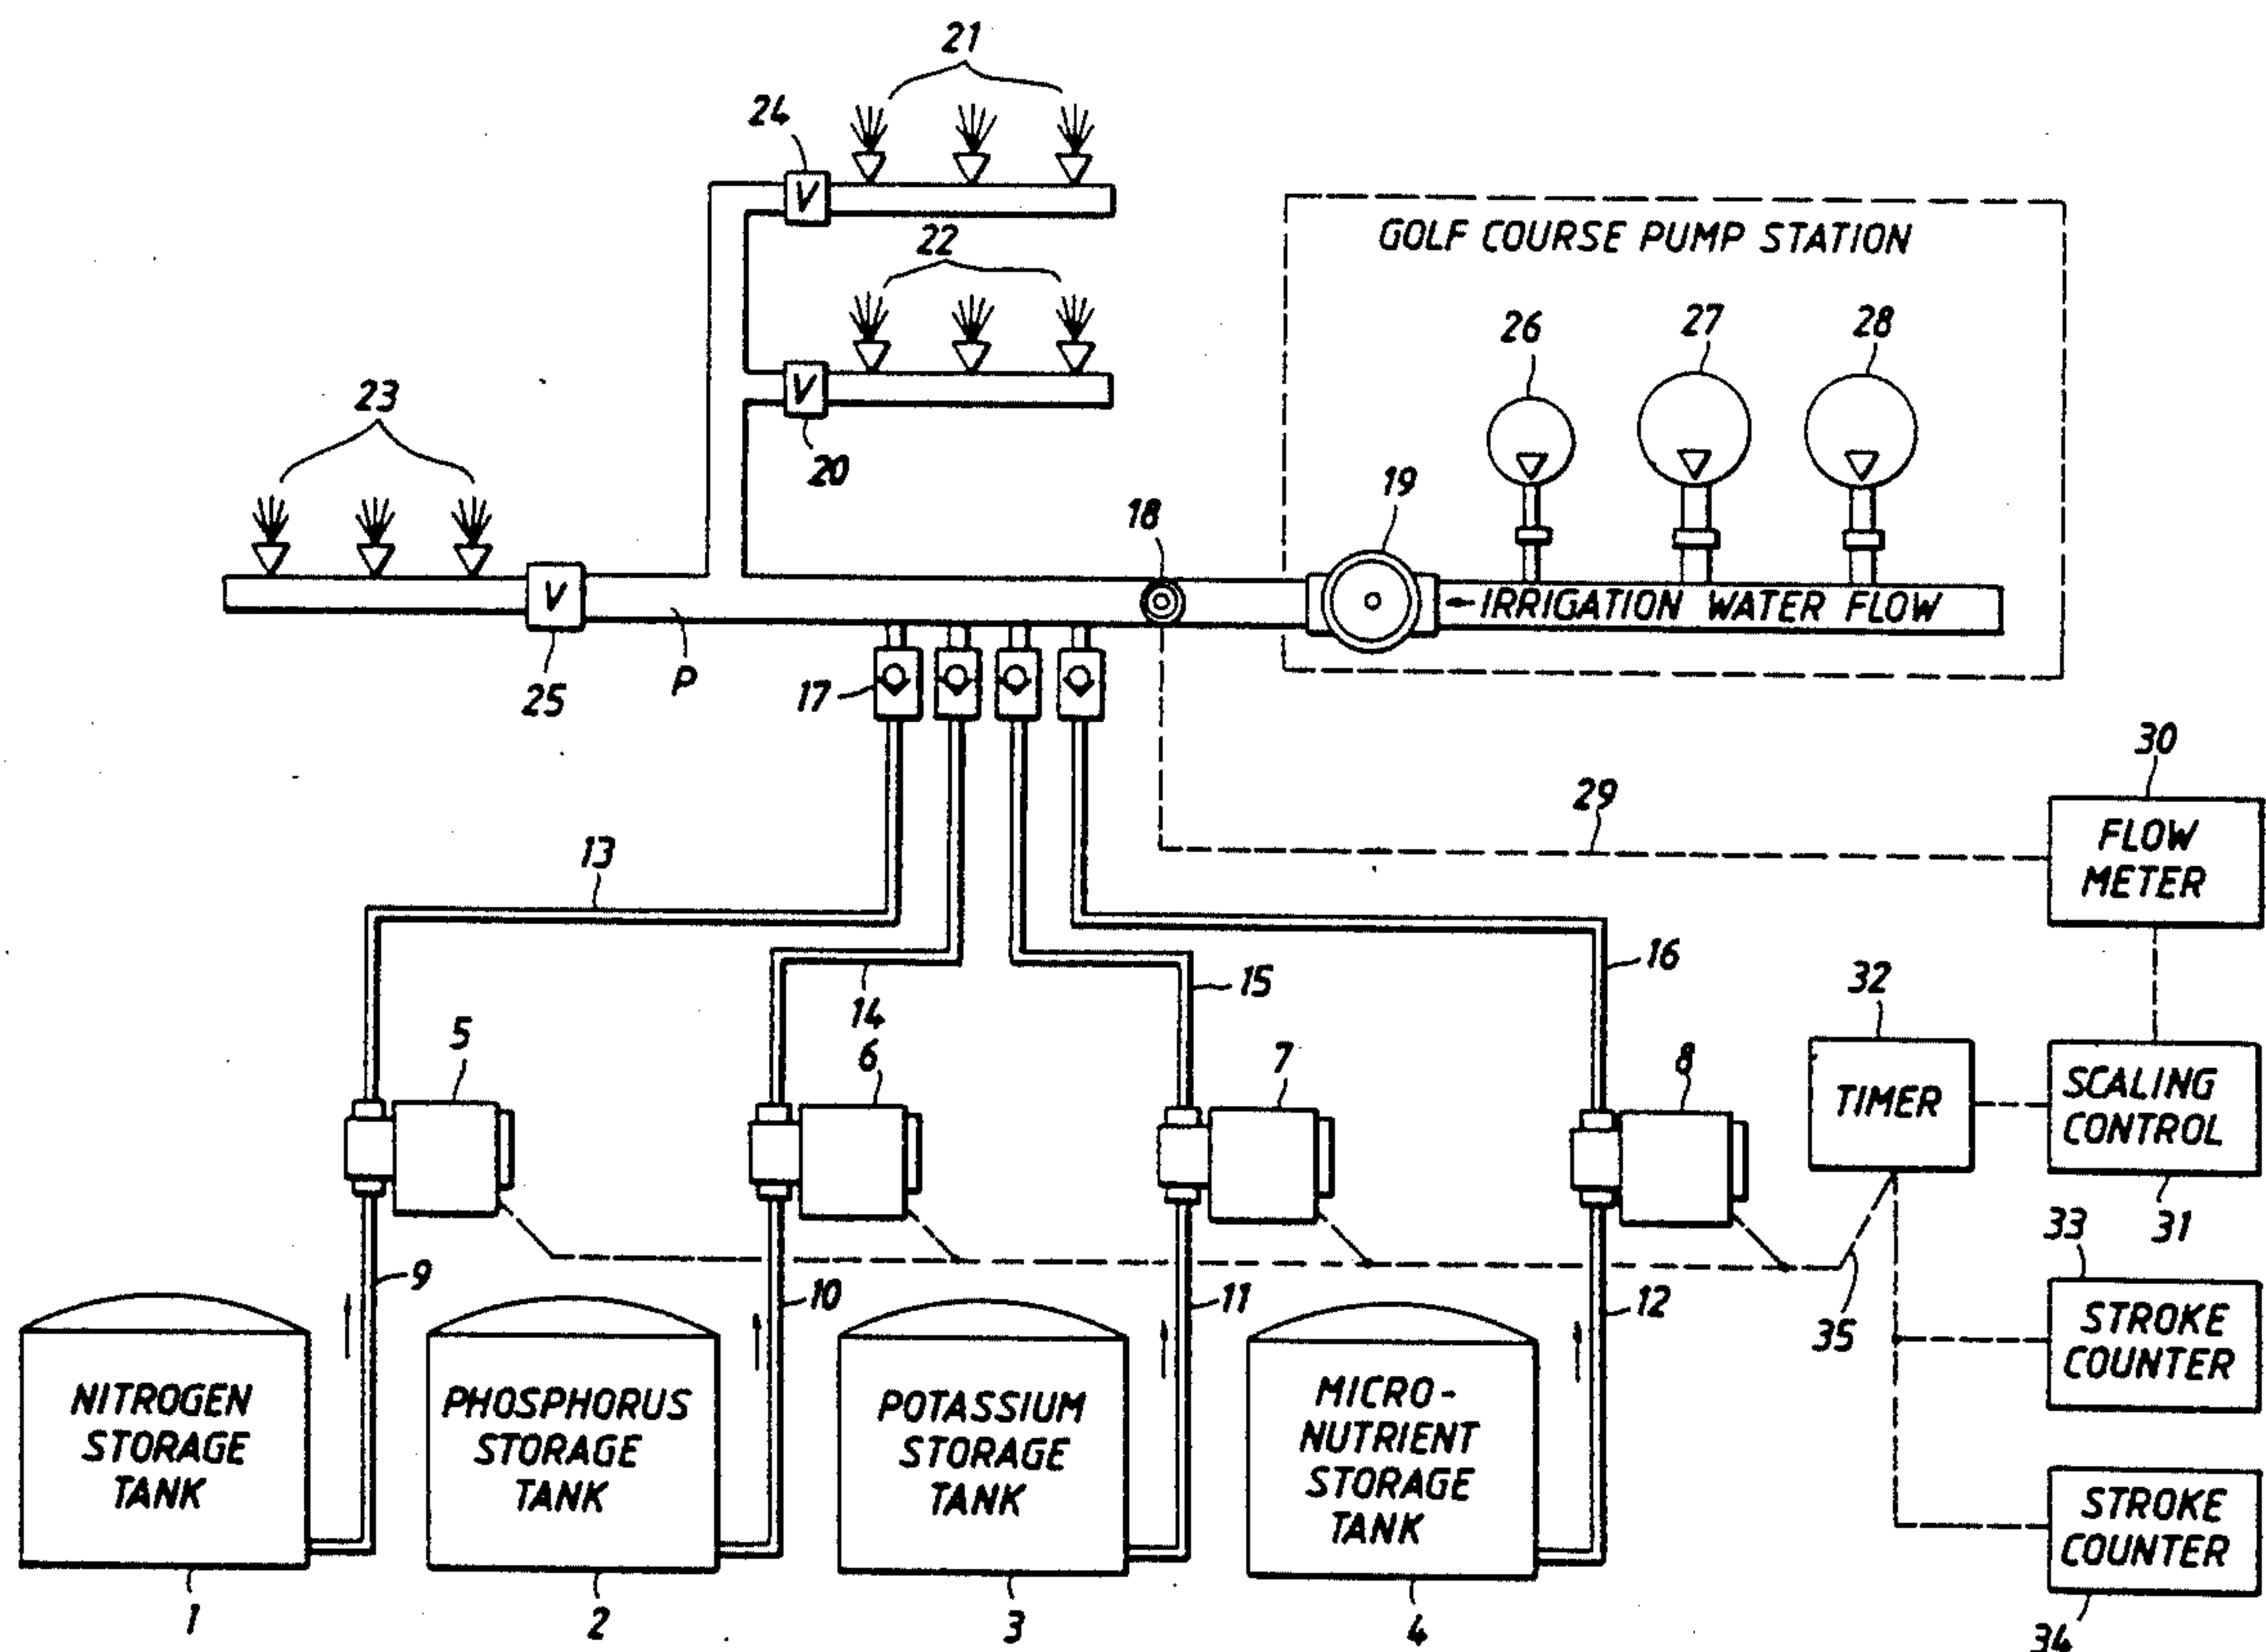 21
24
V
22
GOLF COURSE PUMP STATION
26
27
28
23
V
20
18
19
←IRRIGATION WATER FLOW
V
25
P
17
30
29
FLOW
METER
13
14
15
16
32
5
6
7
8
TIMER
SCALING
CONTROL
31
33
9
10
11
12
35
STROKE
COUNTER
NITROGEN
STORAGE
TANK
PHOSPHORUS
STORAGE
TANK
POTASSIUM
STORAGE
TANK
MICRO-
NUTRIENT
STORAGE
TANK
STROKE
COUNTER
1
2
3
4
34